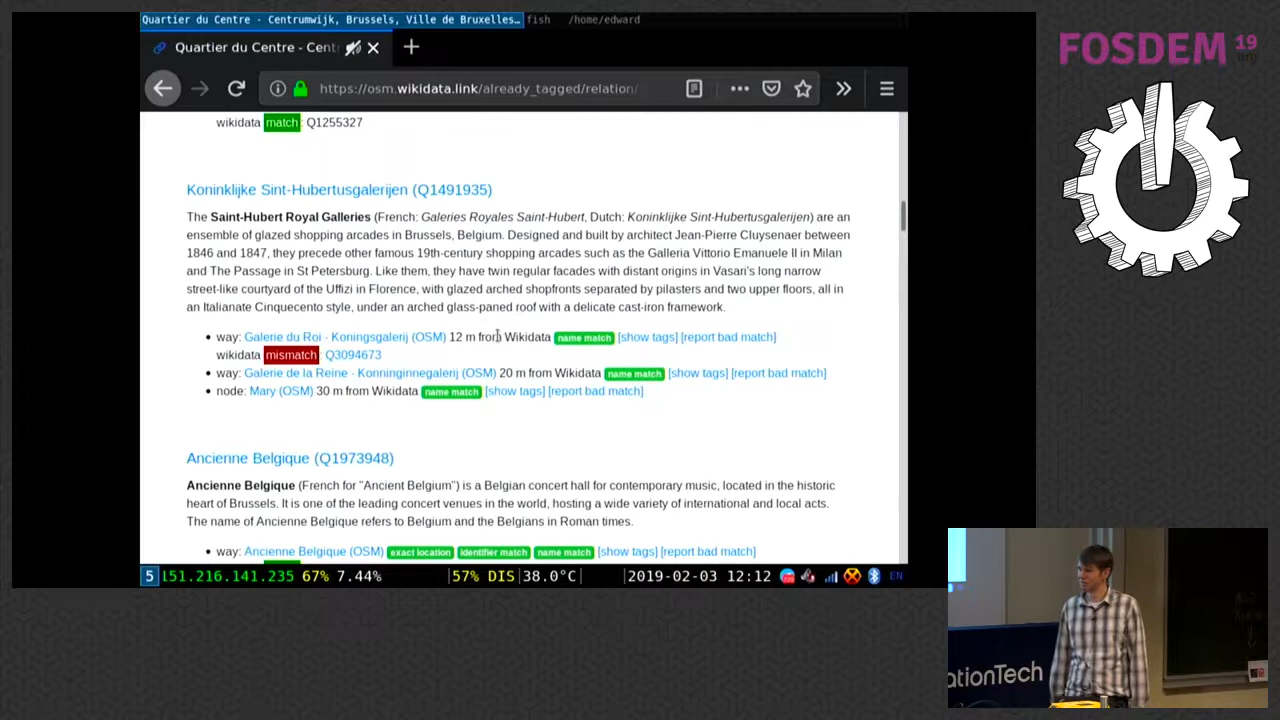 Quartier du Centre - Centrumwijk, Brussels, Ville de Bruxelles… fish /home/edward
FOSDEM 19
.org
Quartier du Centre - Cent
https://osm.wikidata.link/already_tagged/relation/
wikidata match: Q1255327
Koninklijke Sint-Hubertusgalerijen (Q1491935)
The Saint-Hubert Royal Galleries (French: Galeries Royales Saint-Hubert, Dutch: Koninklijke Sint-Hubertusgalerijen) are an
ensemble of glazed shopping arcades in Brussels, Belgium. Designed and built by architect Jean-Pierre Cluysenaer between
1846 and 1847, they precede other famous 19th-century shopping arcades such as the Galleria Vittorio Emanuele II in Milan
and The Passage in St Petersburg. Like them, they have twin regular facades with distant origins in Vasari's long narrow
street-like courtyard of the Uffizi in Florence, with glazed arched shopfronts separated by pilasters and two upper floors, all in
an Italianate Cinquecento style, under an arched glass-paned roof with a delicate cast-iron framework.
• way: Galerie du Roi - Koningsgalerij (OSM) 12 m from Wikidata name match [show tags] [report bad match]
wikidata mismatch: Q3094673
• way: Galerie de la Reine - Konninginnegalerij (OSM) 20 m from Wikidata name match [show tags] [report bad match]
• node: Mary (OSM) 30 m from Wikidata name match [show tags] [report bad match]
Ancienne Belgique (Q1973948)
Ancienne Belgique (French for "Ancient Belgium") is a Belgian concert hall for contemporary music, located in the historic
heart of Brussels. It is one of the leading concert venues in the world, hosting a wide variety of international and local acts.
The name of Ancienne Belgique refers to Belgium and the Belgians in Roman times.
• way: Ancienne Belgique (OSM) exact location identifier match name match [show tags] [report bad match]
5 151.216.141.235 67% 7.44% 57% DIS 38.0°C 2019-02-03 12:12 EN
ationTech